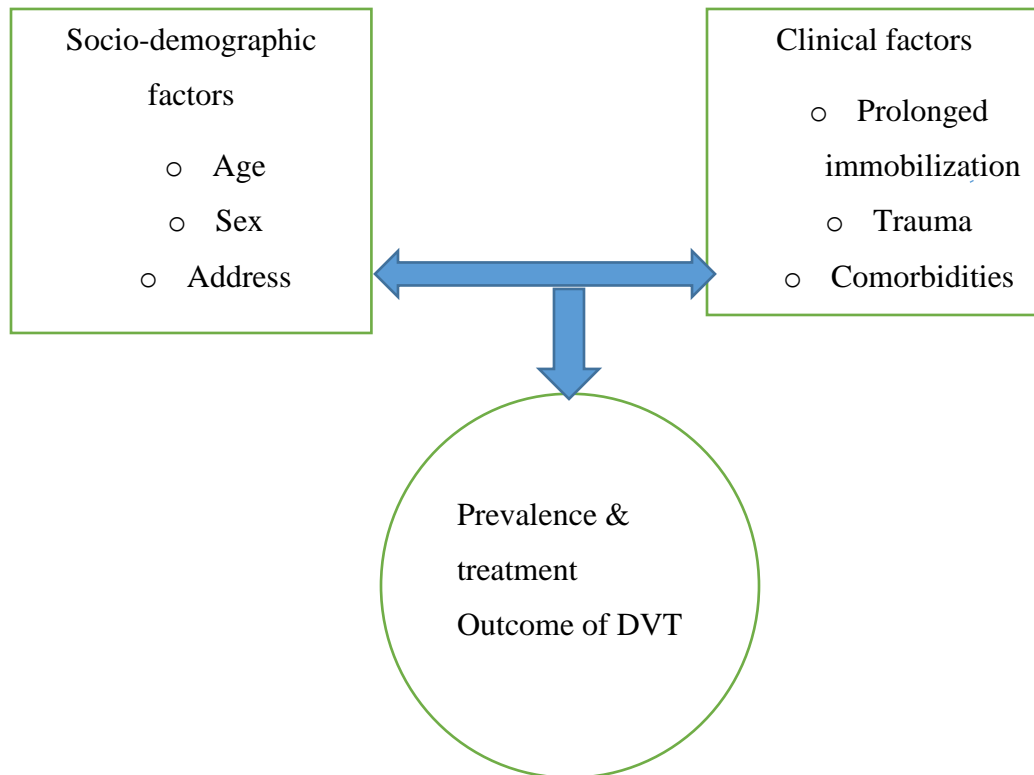 Socio-demographic
factors
o Age
o Sex
o Address
Clinical factors
o Prolonged
immobilization
o Trauma
o Comorbidities
Prevalence &
treatment
Outcome of DVT